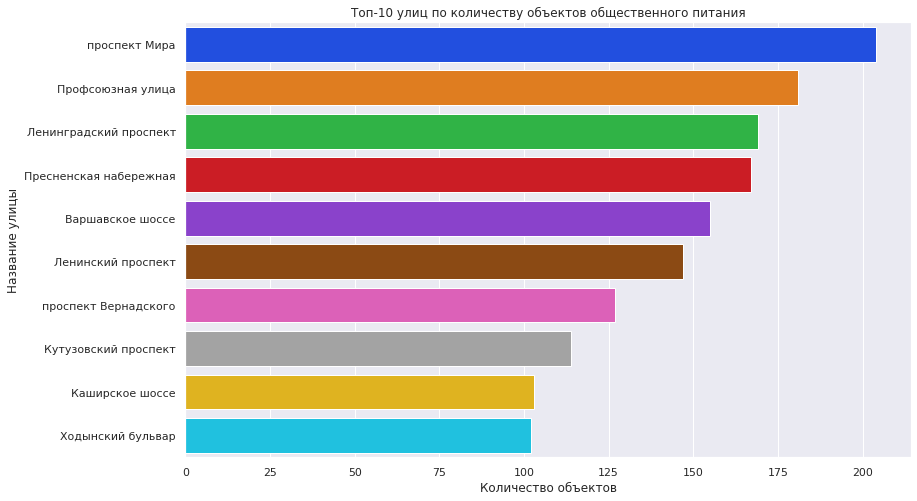 Топ-10 улиц по количеству объектов общественного питания
Название улицы
проспект Мира
Профсоюзная улица
Ленинградский проспект
Пресненская набережная
Варшавское шоссе
Ленинский проспект
проспект Вернадского
Кутузовский проспект
Каширское шоссе
Ходынский бульвар
0 25 50 75 100 125 150 175 200
Количество объектов